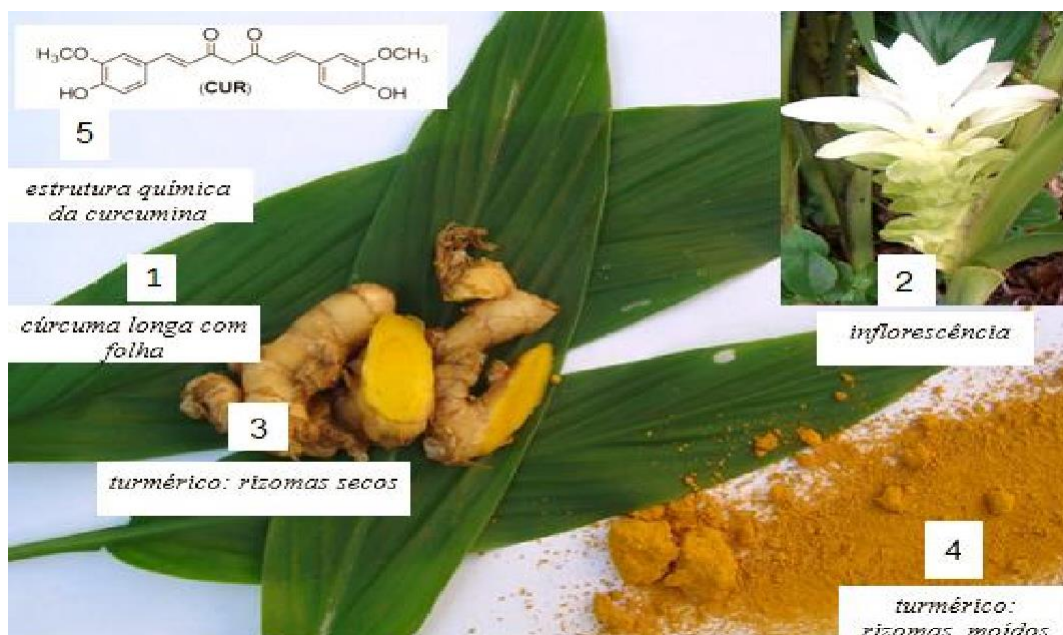 O O
H₃CO OCH₃
HO (CUR) OH
5
estrutura química
da curcumina
1
cúrcuma longa com
folha
2
inflorescência
3
turmérico: rizomas secos
4
turmérico:
rizomas moídos